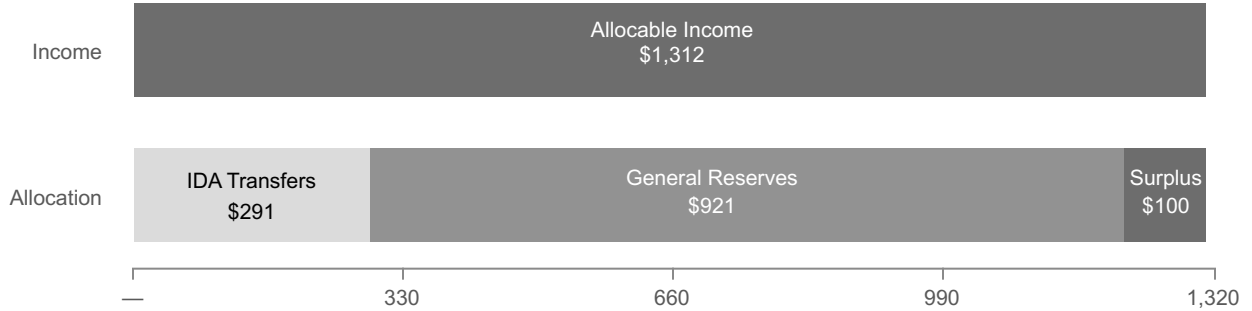 Allocable Income
Income
$1,312
IDA Transfers
General Reserves
Surplus
Allocation
$291
$921
$100
—
330
660
990
1,320